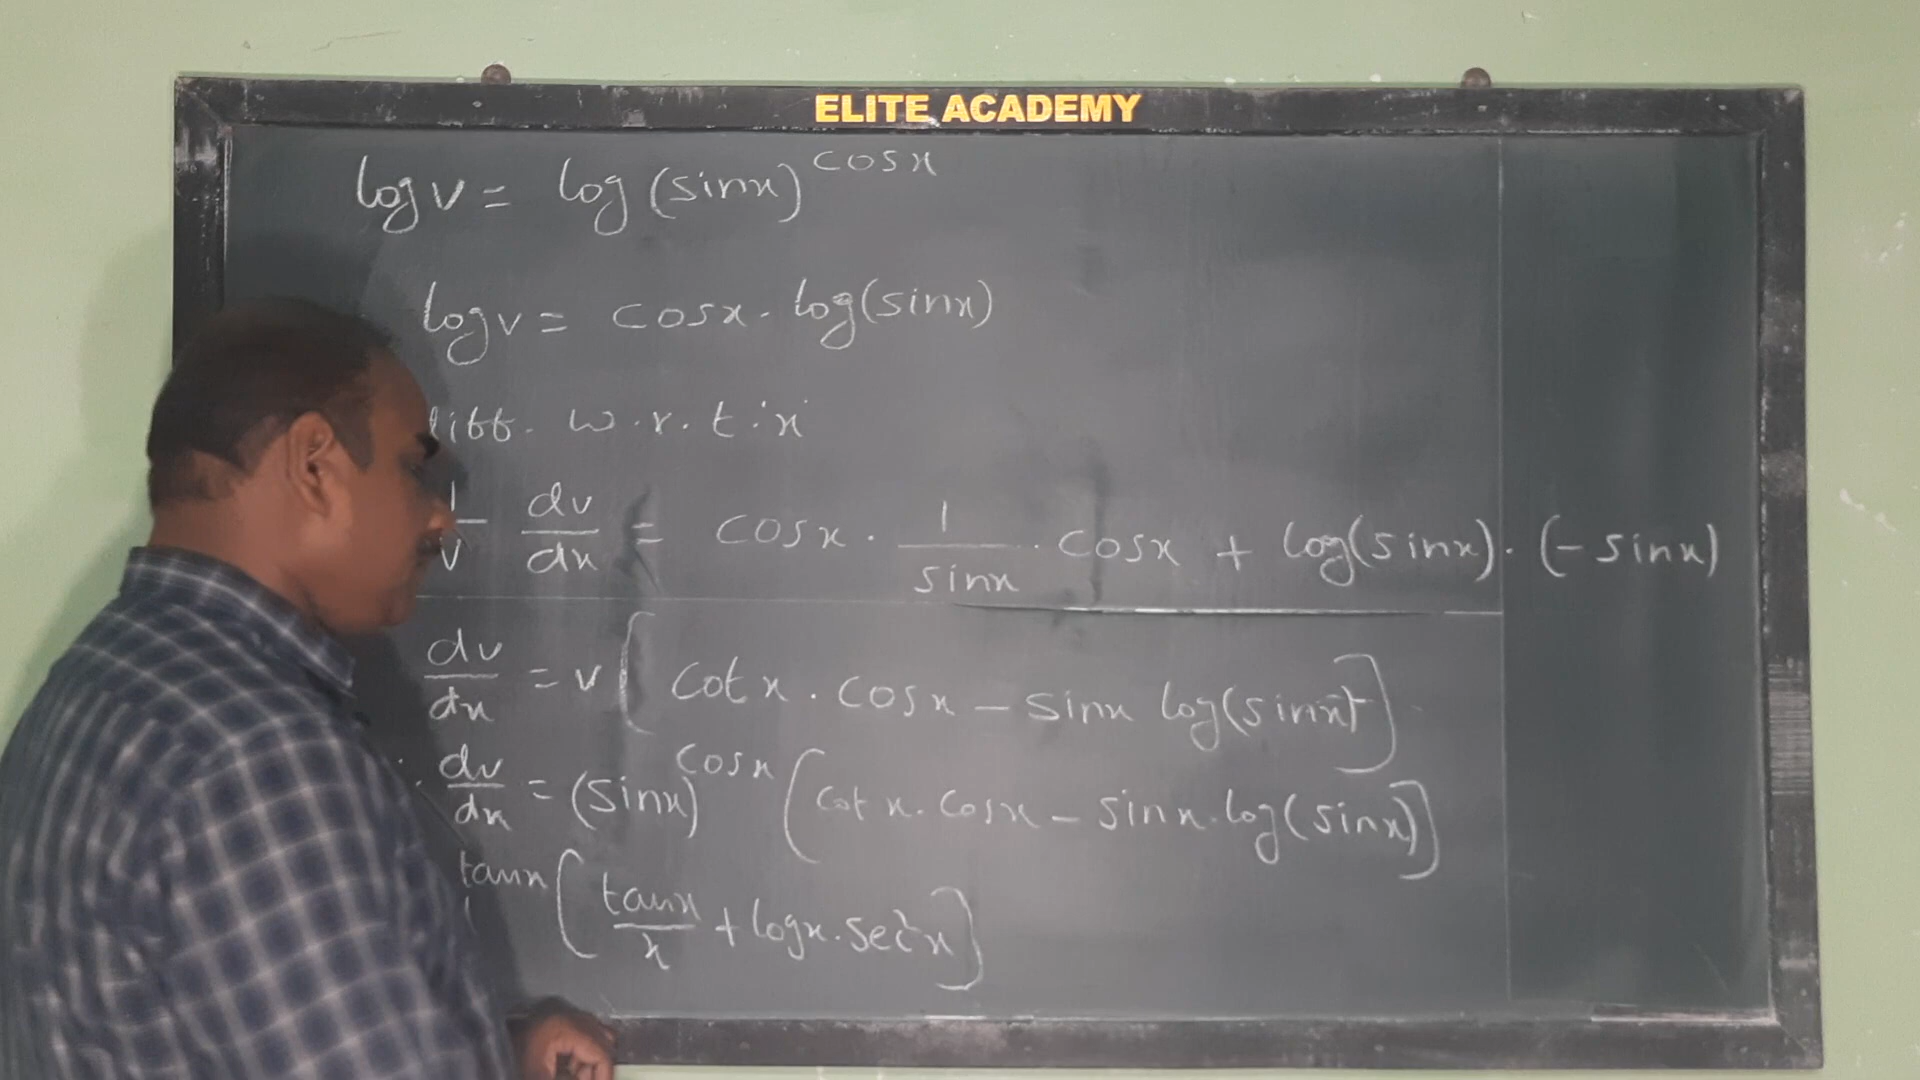 ELITE ACADEMY
log v = log (sinx)^cosx
log v = cosx . log(sinx)
diff. w.r.t.x
1/v dv/dx = cosx . 1/sinx . cosx + log(sinx) . (-sinx)
dv/dx = v [cotx . cosx - sinx log(sinx)]
∴ dv/dx = (sinx)^cosx [cotx . cosx - sinx . log(sinx)]
tanx [tanx/x + logx . sec²x]